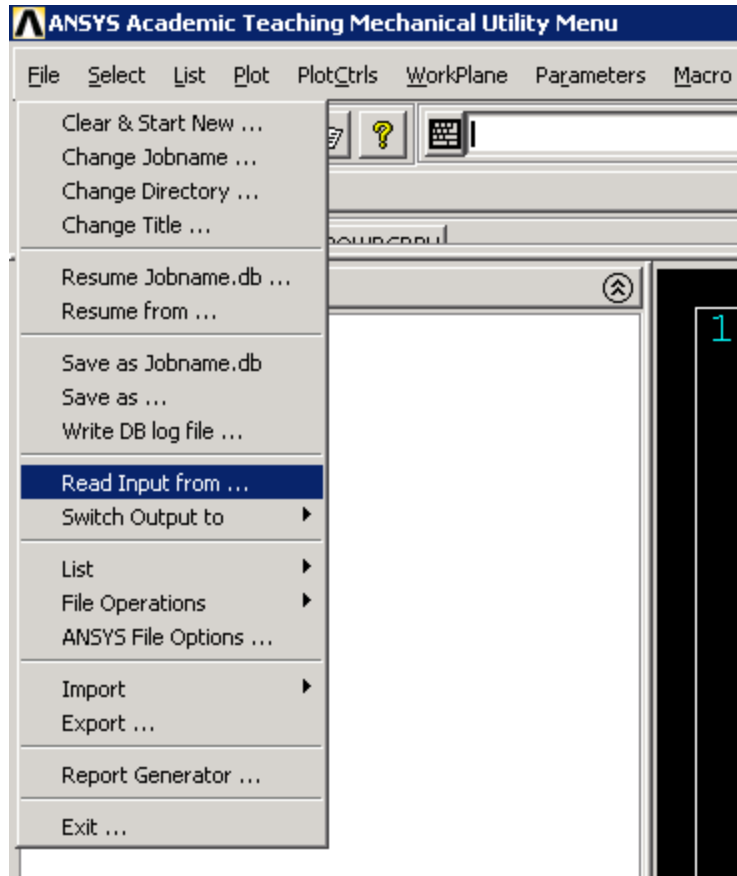 ANSYS Academic Teaching Mechanical Utility Menu
File Select List Plot PlotCtrls WorkPlane Parameters Macro
Clear & Start New ...
Change Jobname ...
Change Directory ...
Change Title ...
Resume Jobname.db ...
Resume from ...
1
Save as Jobname.db
Save as ...
Write DB log file ...
Read Input from ...
Switch Output to
List
File Operations
ANSYS File Options ...
Import
Export ...
Report Generator ...
Exit ...